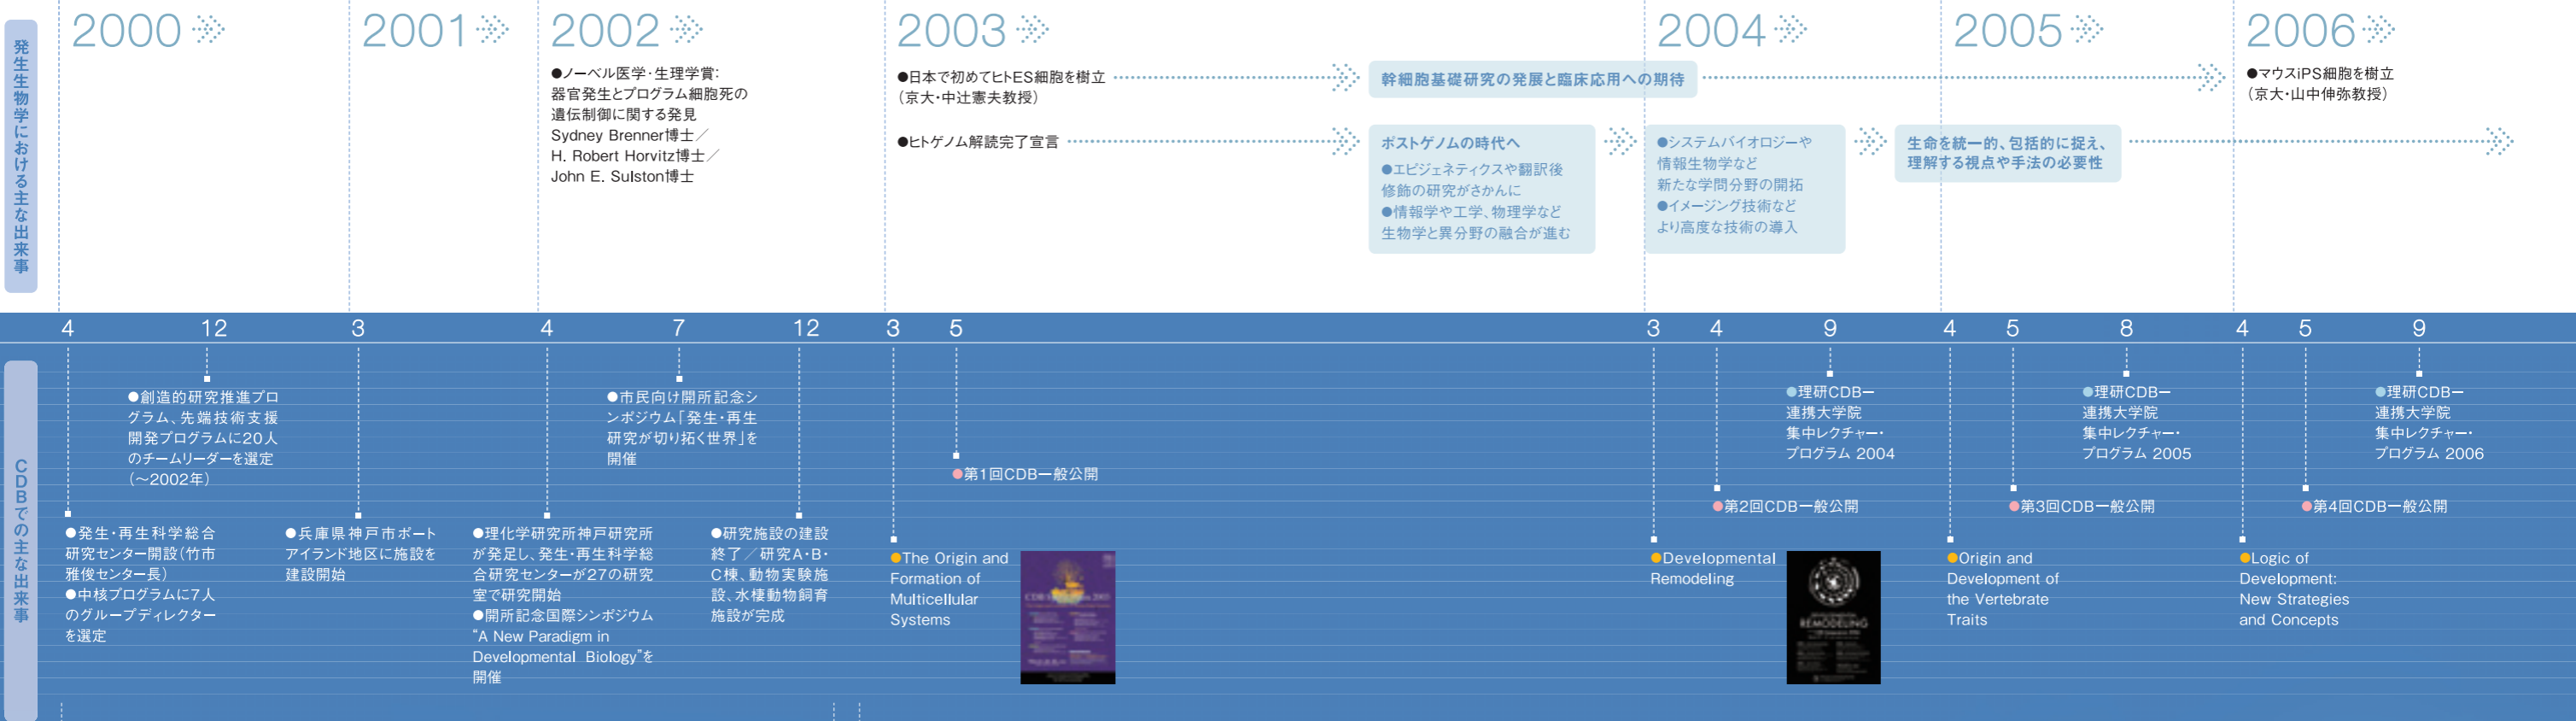 発生生物学における主な出来事
2000
2001
2002
●ノーベル医学・生理学賞：
器官発生とプログラム細胞死の
遺伝制御に関する発見
Sydney Brenner博士／
H. Robert Horvitz博士／
John E. Sulston博士
2003
●日本で初めてヒトES細胞を樹立
（京大・中辻憲夫教授）
●ヒトゲノム解読完了宣言
幹細胞基礎研究の発展と臨床応用への期待
ポストゲノムの時代へ
●エピジェネティクスや翻訳後
修飾の研究がさかんに
●情報学や工学、物理学など
生物学と異分野の融合が進む
2004
●システムバイオロジーや
情報生物学など
新たな学問分野の開拓
●イメージング技術など
より高度な技術の導入
2005
生命を統一的、包括的に捉え、
理解する視点や手法の必要性
2006
●マウスiPS細胞を樹立
（京大・山中伸弥教授）
CDBでの主な出来事
4
12
3
4
7
12
3
5
3
4
9
4
5
8
4
5
9
●創造的研究推進プロ
グラム、先端技術支援
開発プログラムに20人
のチームリーダーを選定
（〜2002年）
●発生・再生科学総合
研究センター開設（竹市
雅俊センター長）
●中核プログラムに7人
のグループディレクター
を選定
●兵庫県神戸市ポート
アイランド地区に施設を
建設開始
●市民向け開所記念シ
ンポジウム「発生・再生
研究が切り拓く世界」を
開催
●理化学研究所神戸研究所
が発足し、発生・再生科学総
合研究センターが27の研究
室で研究開始
●開所記念国際シンポジウム
“A New Paradigm in
Developmental Biology”を
開催
●研究施設の建設
終了／研究A・B・
C棟、動物実験施
設、水棲動物飼育
施設が完成
●第1回CDB一般公開
●The Origin and
Formation of
Multicellular
Systems
●理研CDB－
連携大学院
集中レクチャー・
プログラム 2004
●第2回CDB一般公開
●Developmental
Remodeling
REMODELING
●理研CDB－
連携大学院
集中レクチャー・
プログラム 2005
●第3回CDB一般公開
●Origin and
Development of
the Vertebrate
Traits
●理研CDB－
連携大学院
集中レクチャー・
プログラム 2006
●第4回CDB一般公開
●Logic of
Development:
New Strategies
and Concepts